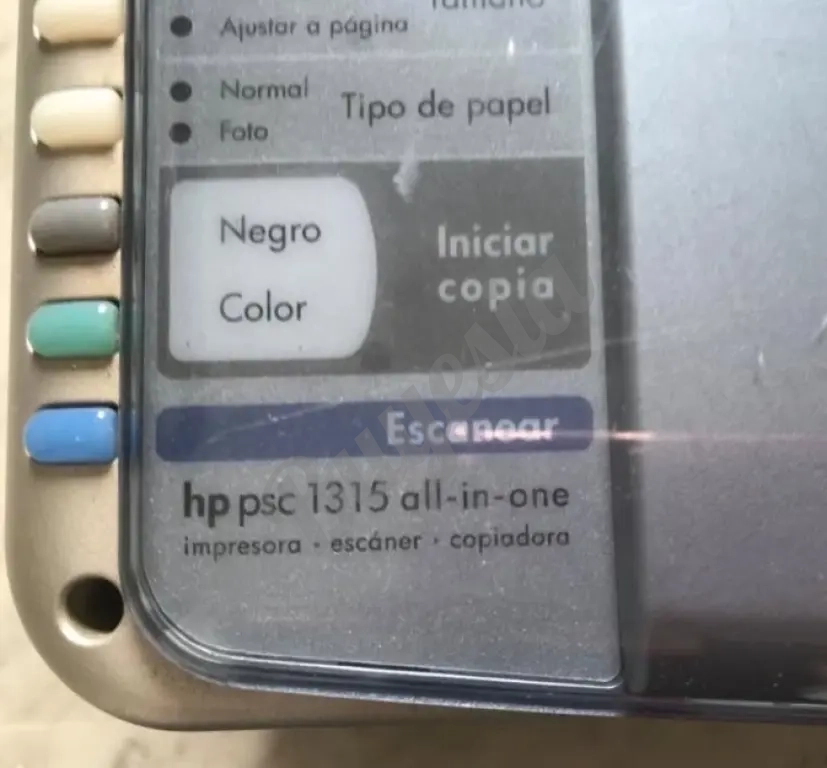 Tamaño
Ajustar a página
Normal
Foto
Tipo de papel
Negro
Color
Iniciar
copia
Escanear
hp psc 1315 all-in-one
impresora · escáner · copiadora